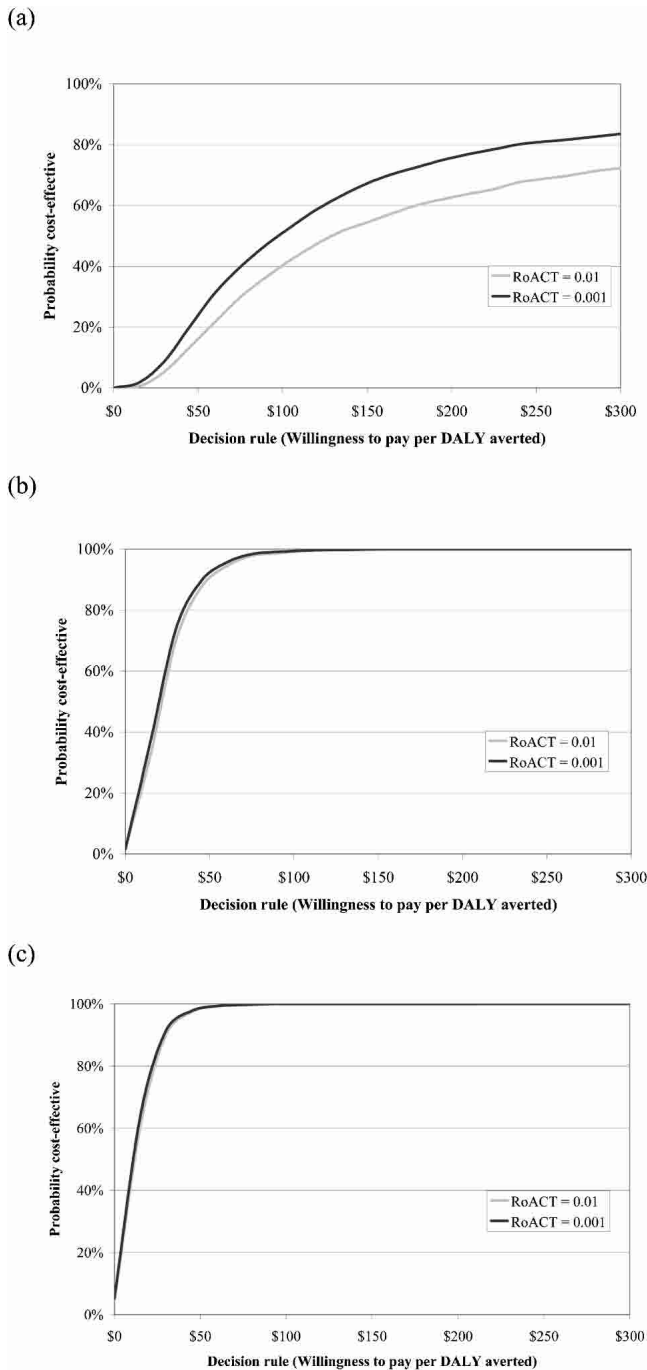 (a)
100%
80%
60%
40%
20%
0%
Probability cost-effective
RoACT = 0.01
RoACT = 0.001
$0 $50 $100 $150 $200 $250 $300
Decision rule (Willingness to pay per DALY averted)
(b)
100%
80%
60%
40%
20%
0%
Probability cost-effective
RoACT = 0.01
RoACT = 0.001
$0 $50 $100 $150 $200 $250 $300
Decision rule (Willingness to pay per DALY averted)
(c)
100%
80%
60%
40%
20%
0%
Probability cost-effective
RoACT = 0.01
RoACT = 0.001
$0 $50 $100 $150 $200 $250 $300
Decision rule (Willingness to pay per DALY averted)